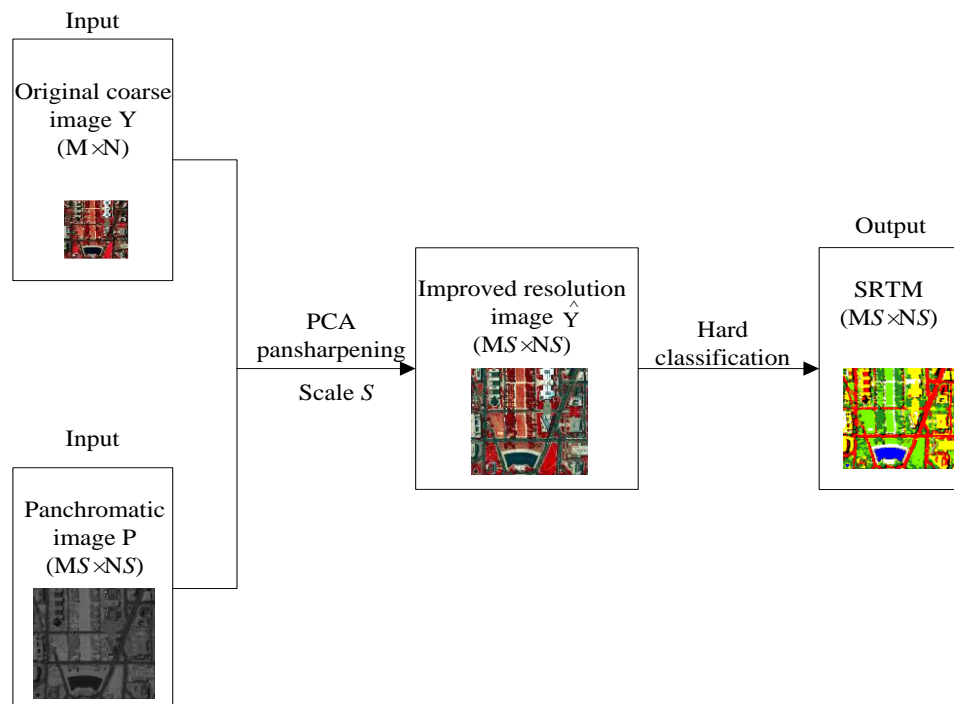 Input
Original coarse
image Y
(M×N)
Input
Panchromatic
image P
(MS×NS)
PCA
pansharpening
Scale S
Improved resolution
image Ŷ
(MS×NS)
Hard
classification
Output
SRTM
(MS×NS)